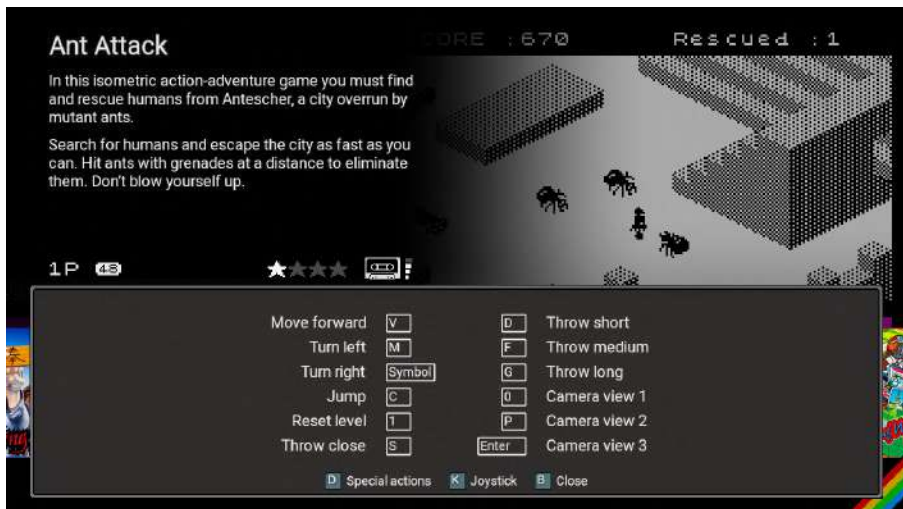 Ant Attack
ORE :670 Rescued :1
In this isometric action-adventure game you must find
and rescue humans from Antescher, a city overrun by
mutant ants.
Search for humans and escape the city as fast as you
can. Hit ants with grenades at a distance to eliminate
them. Don't blow yourself up.
1P 48
Move forward V D Throw short
Turn left M F Throw medium
Turn right Symbol G Throw long
Jump C 0 Camera view 1
Reset level 1 P Camera view 2
Throw close S Enter Camera view 3
D Special actions K Joystick B Close